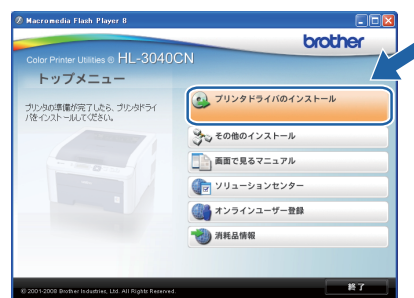 Macromedia Flash Player 8
brother
Color Printer Utilities © HL-3040CN
トップメニュー
プリンタの準備が完了したら、プリンタドライ
バをインストールしてください。
プリンタドライバのインストール
その他のインストール
画面で見るマニュアル
ソリューションセンター
オンラインユーザー登録
消耗品情報
© 2001-2008 Brother Industries, Ltd. All Rights Reserved.
終了